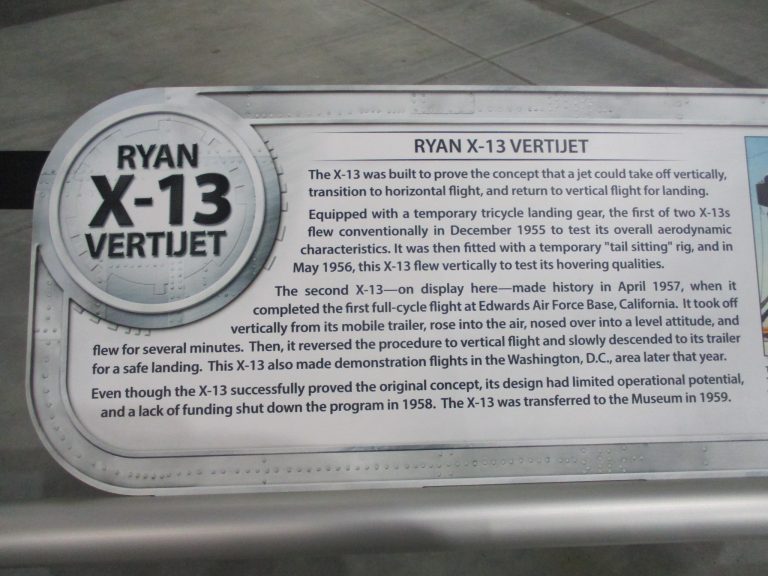 RYAN
X-13
VERTIJET
RYAN X-13 VERTIJET
The X-13 was built to prove the concept that a jet could take off vertically,
transition to horizontal flight, and return to vertical flight for landing.
Equipped with a temporary tricycle landing gear, the first of two X-13s
flew conventionally in December 1955 to test its overall aerodynamic
characteristics. It was then fitted with a temporary "tail sitting" rig, and in
May 1956, this X-13 flew vertically to test its hovering qualities.
The second X-13—on display here—made history in April 1957, when it
completed the first full-cycle flight at Edwards Air Force Base, California. It took off
vertically from its mobile trailer, rose into the air, nosed over into a level attitude, and
flew for several minutes. Then, it reversed the procedure to vertical flight and slowly descended to its trailer
for a safe landing. This X-13 also made demonstration flights in the Washington, D.C., area later that year.
Even though the X-13 successfully proved the original concept, its design had limited operational potential,
and a lack of funding shut down the program in 1958. The X-13 was transferred to the Museum in 1959.